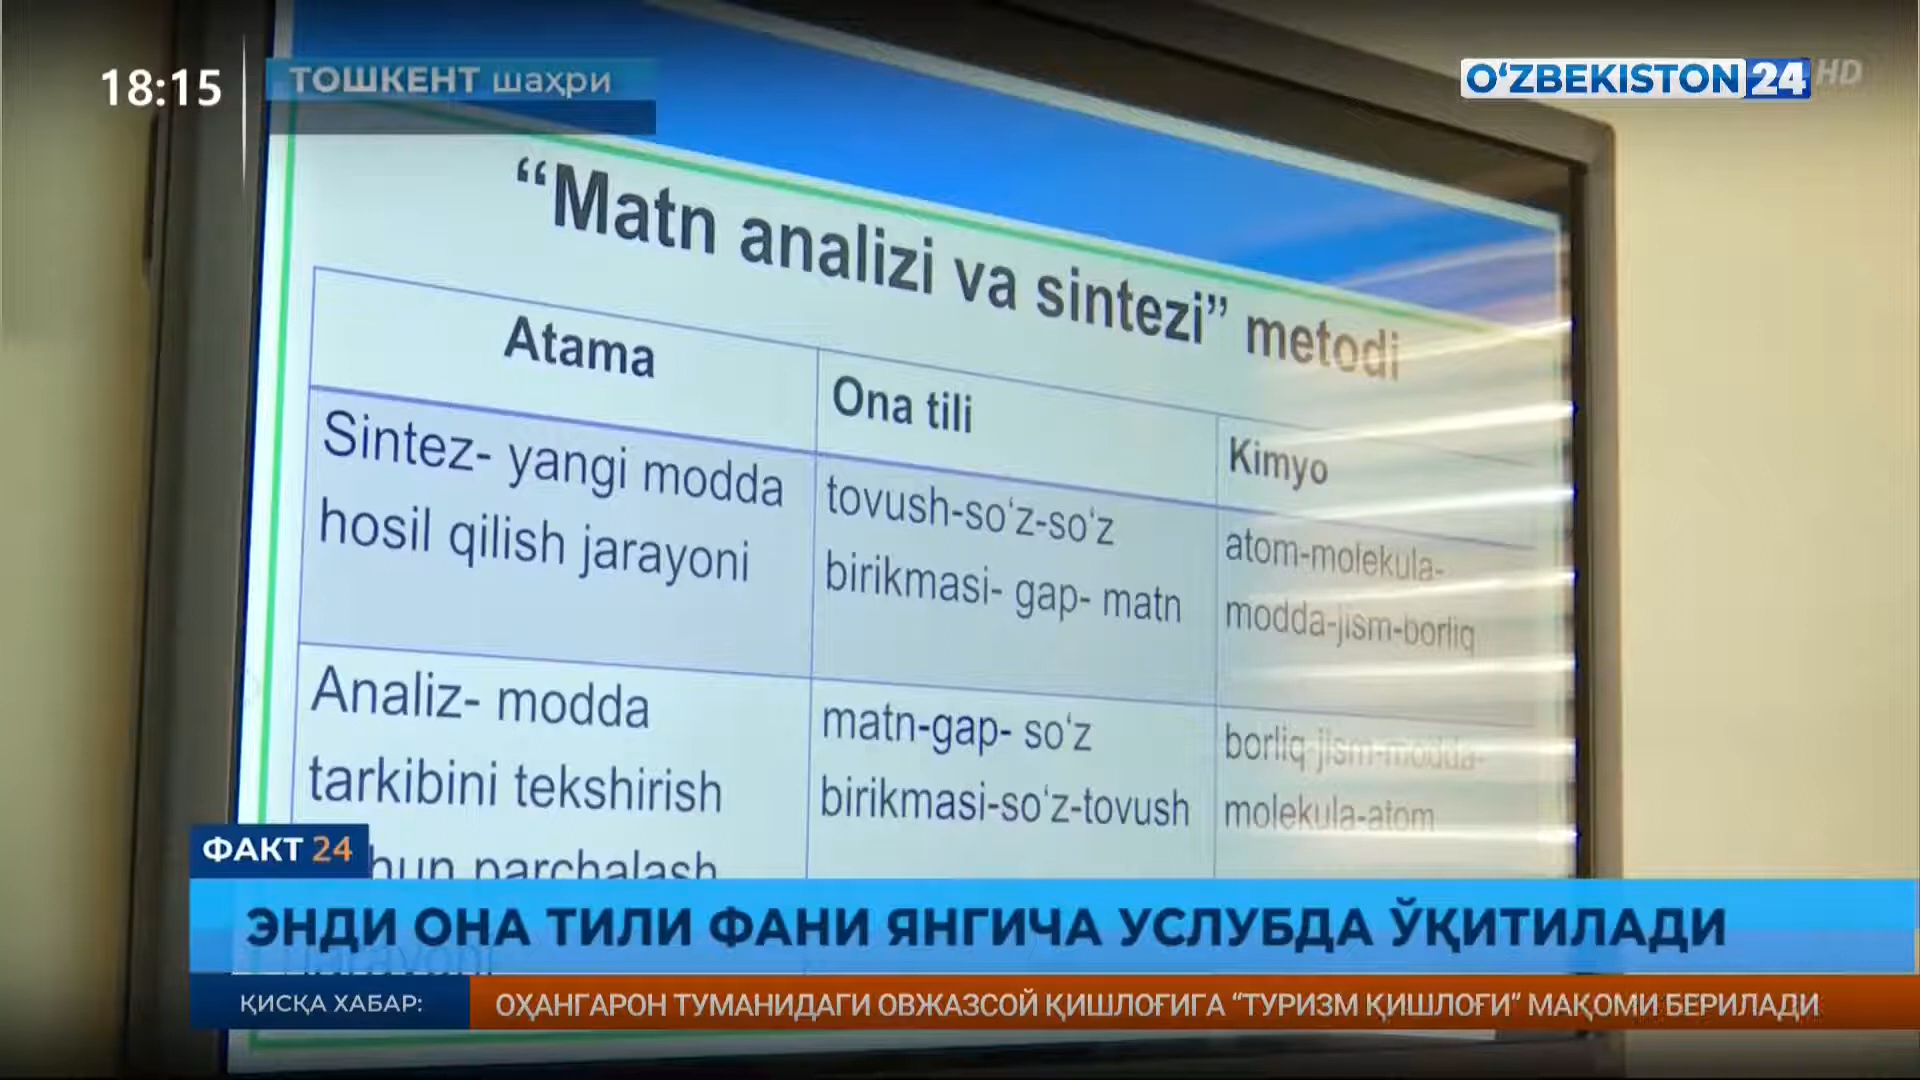 18:15
ТОШКЕНТ шаҳри
O‘ZBEKISTON 24 HD
“Matn analizi va sintezi” metodi
Atama
Ona tili
Kimyo
Sintez- yangi modda
hosil qilish jarayoni
tovush-so‘z-so‘z
birikmasi- gap- matn
atom-molekula-
modda-jism-borliq
Analiz- modda
tarkibini tekshirish
parchalash
matn-gap- so‘z
birikmasi-so‘z-tovush
borliq-jism-modda-
molekula-atom
ФАКТ 24
ЭНДИ ОНА ТИЛИ ФАНИ ЯНГИЧА УСЛУБДА ЎҚИТИЛАДИ
ҚИСҚА ХАБАР:
ОҲАНГАРОН ТУМАНИДАГИ ОВЖАЗСОЙ ҚИШЛОҒИГА “ТУРИЗМ ҚИШЛОҒИ” МАҚОМИ БЕРИЛАДИ